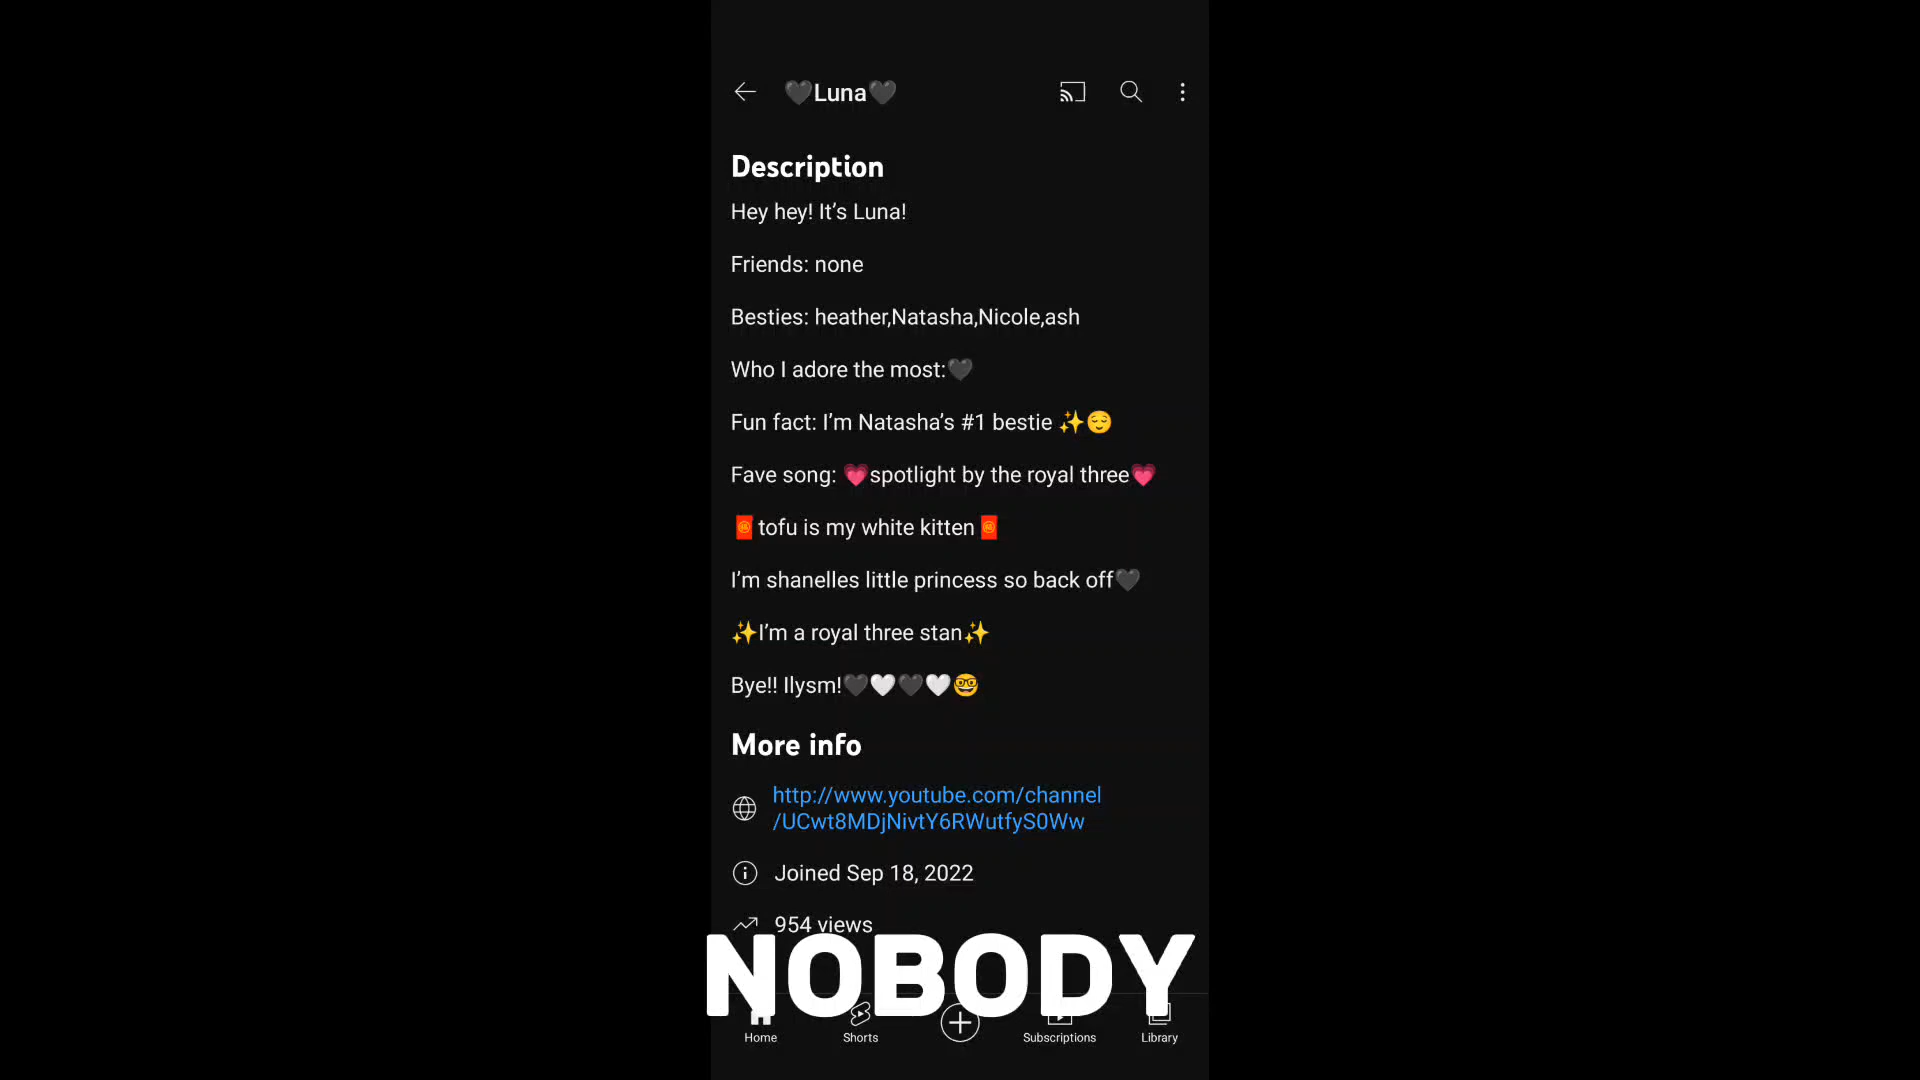 🖤Luna🖤
Description
Hey hey! It’s Luna!
Friends: none
Besties: heather,Natasha,Nicole,ash
Who I adore the most:🖤
Fun fact: I’m Natasha’s #1 bestie ✨😌
Fave song: 💗spotlight by the royal three💗
🧧tofu is my white kitten🧧
I’m shanelles little princess so back off🖤
✨I’m a royal three stan✨
Bye!! Ilysm!🖤🤍🖤🤍🤓
More info
http://www.youtube.com/channel
/UCwt8MDjNivtY6RWutfyS0Ww
Joined Sep 18, 2022
954 views
NOBODY
Home Shorts Subscriptions Library